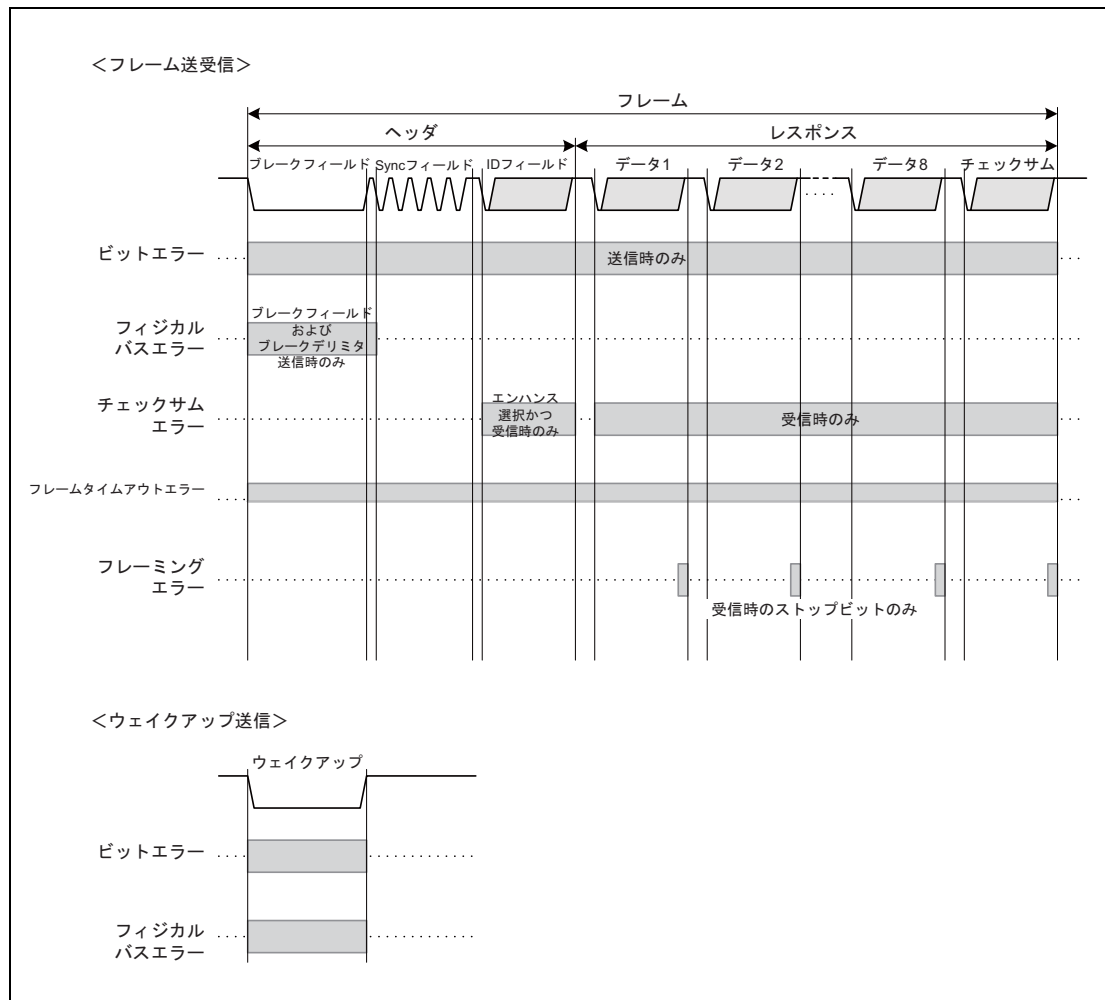 ＜フレーム送受信＞
フレーム
ヘッダ
レスポンス
ブレークフィールド
Syncフィールド
IDフィールド
データ1
データ2
データ8
チェックサム
ビットエラー
送信時のみ
フィジカル
バスエラー
ブレークフィールド
および
ブレークデリミタ
送信時のみ
チェックサム
エラー
エンハンス
選択かつ
受信時のみ
受信時のみ
フレームタイムアウトエラー
フレーミング
エラー
受信時のストップビットのみ
＜ウェイクアップ送信＞
ウェイクアップ
ビットエラー
フィジカル
バスエラー